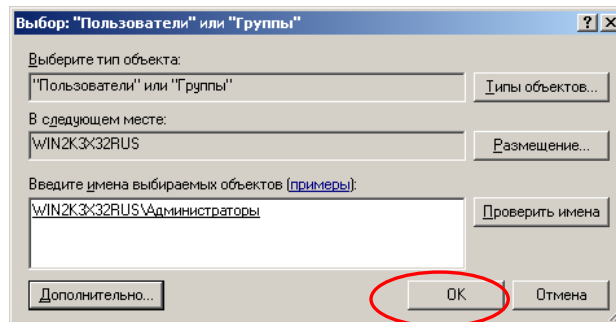 Выбор: "Пользователи" или "Группы"
Выберите тип объекта:
"Пользователи" или "Группы"
Типы объектов...
В следующем месте:
WIN2K3X32RUS
Размещение...
Введите имена выбираемых объектов (примеры):
WIN2K3X32RUS\Администраторы
Проверить имена
Дополнительно...
OK
Отмена